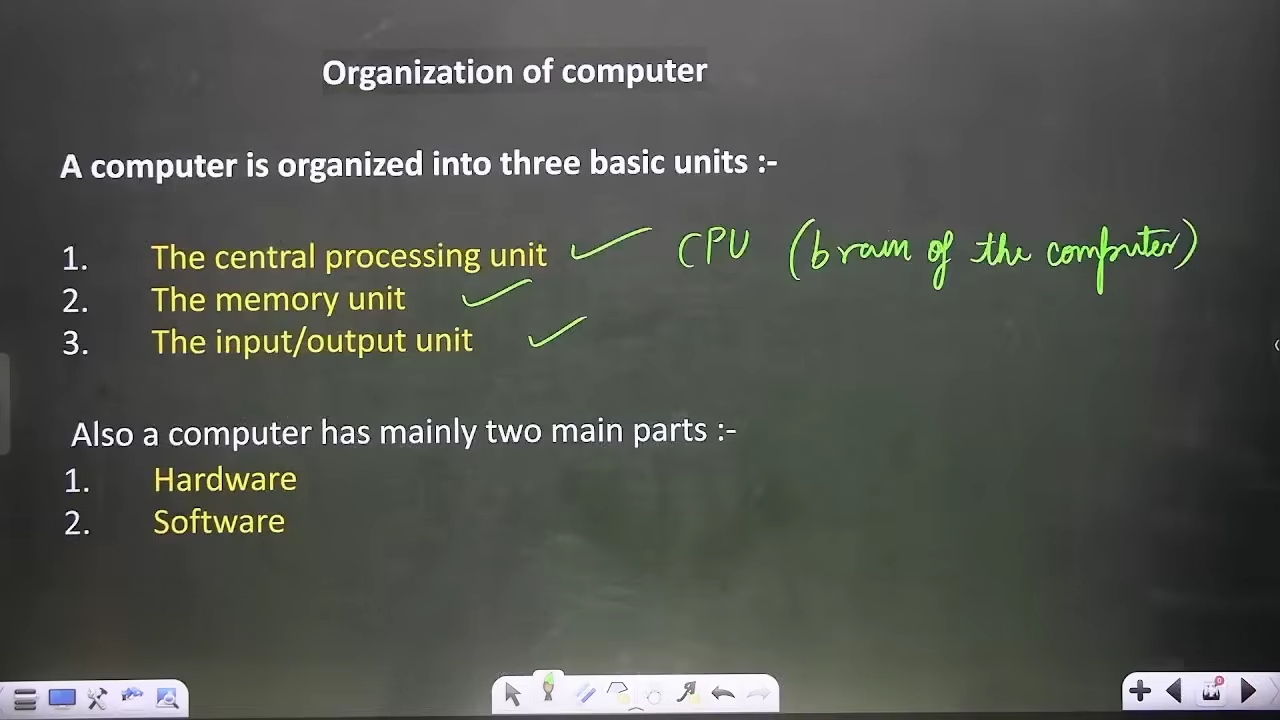 Organization of computer
A computer is organized into three basic units :-
1. The central processing unit CPU (brain of the computer)
2. The memory unit
3. The input/output unit
Also a computer has mainly two main parts :-
1. Hardware
2. Software